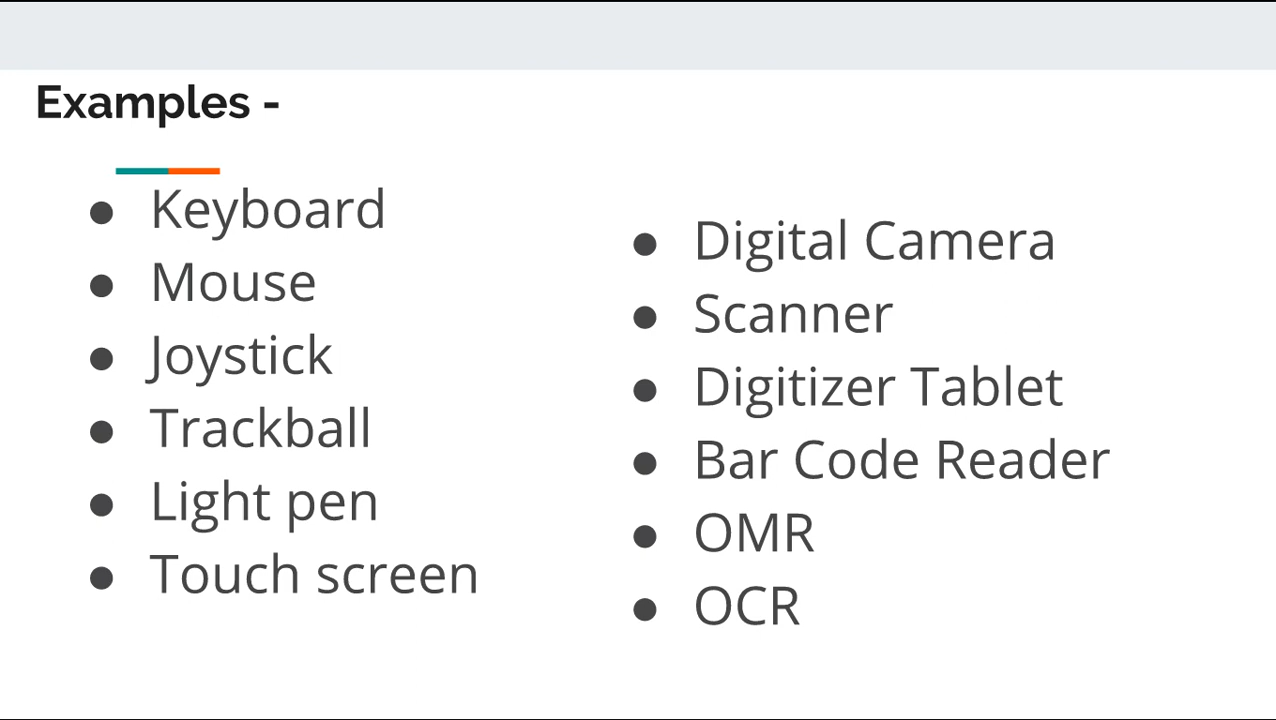 Examples -
● Keyboard
● Mouse
● Joystick
● Trackball
● Light pen
● Touch screen
● Digital Camera
● Scanner
● Digitizer Tablet
● Bar Code Reader
● OMR
● OCR